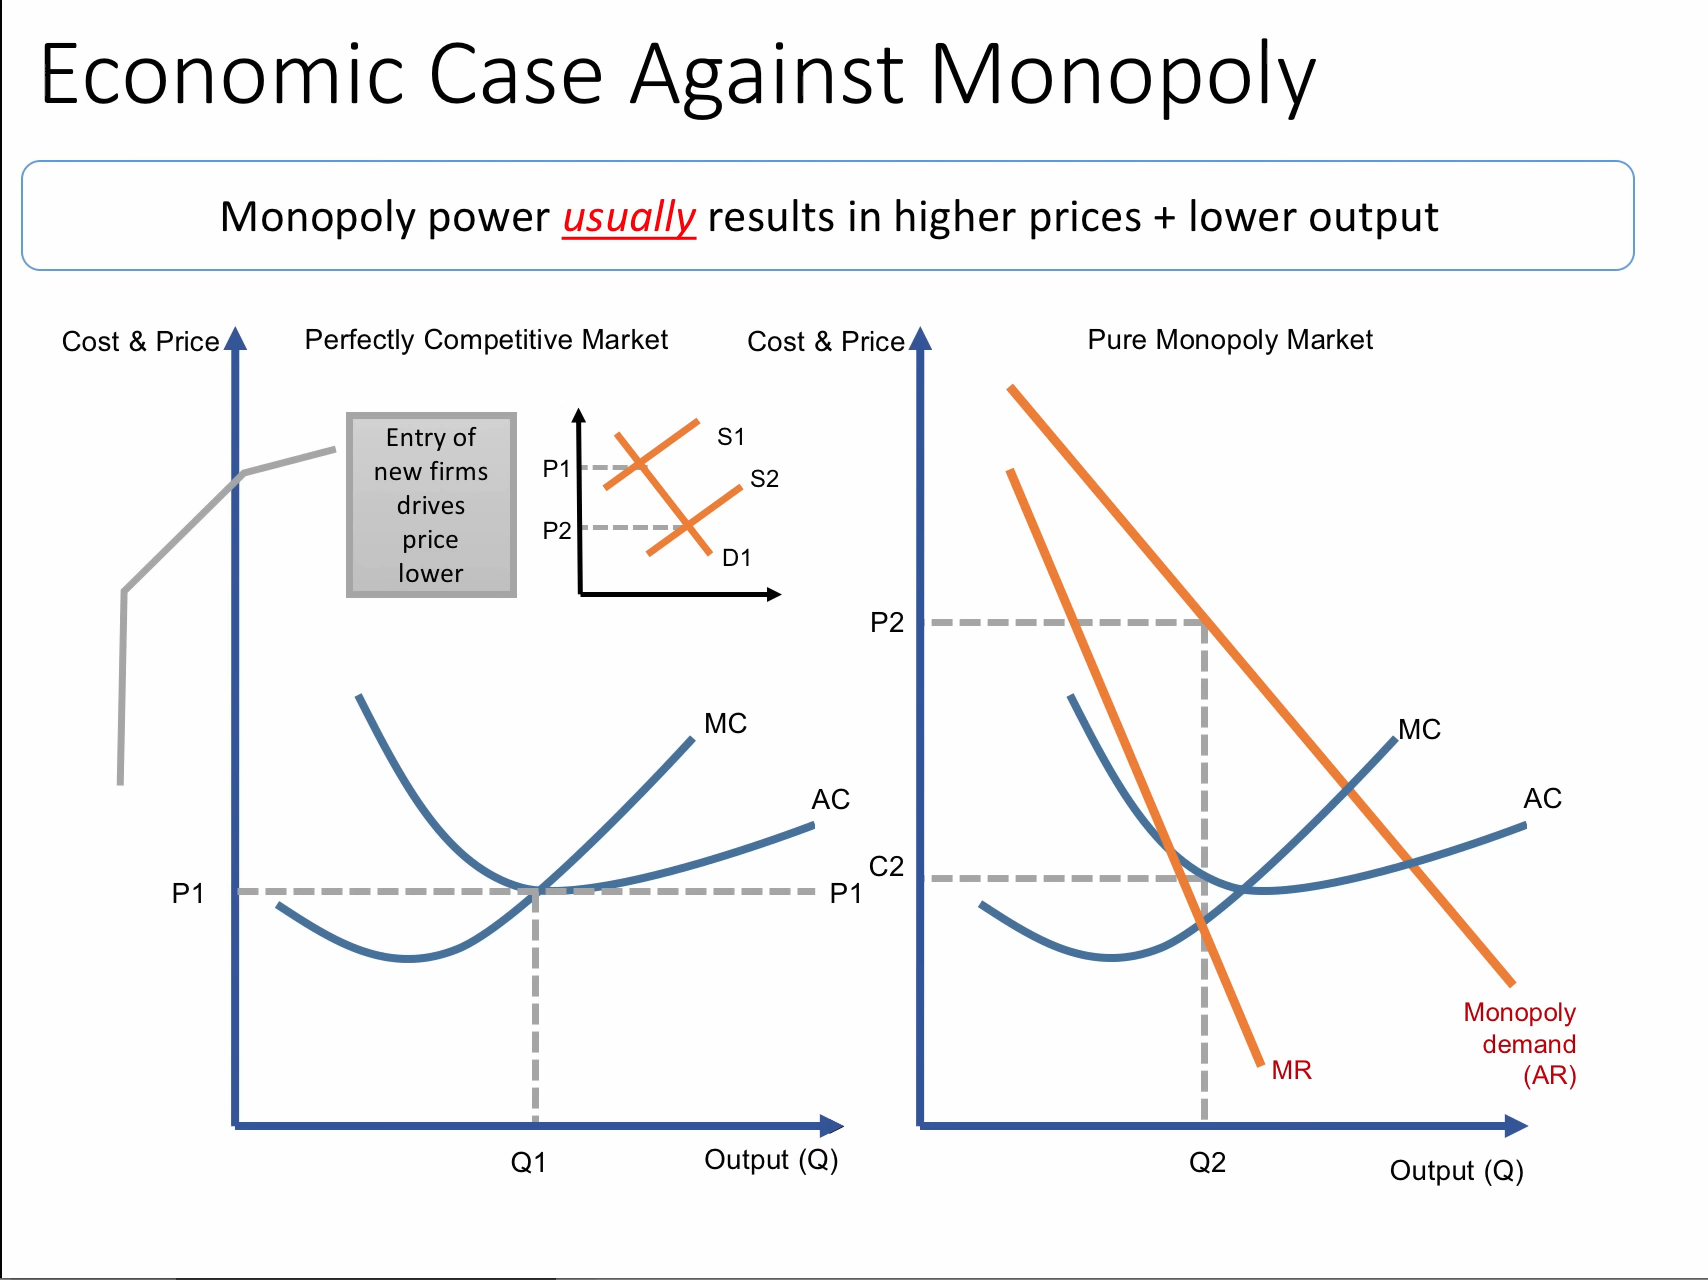 Economic Case Against Monopoly
Monopoly power usually results in higher prices + lower output
Cost & Price
Perfectly Competitive Market
Entry of
new firms
drives
price
lower
P1
P2
S1
S2
D1
MC
AC
P1
P1
Q1
Output (Q)
Cost & Price
Pure Monopoly Market
P2
C2
MC
AC
Monopoly
demand
(AR)
MR
Q2
Output (Q)